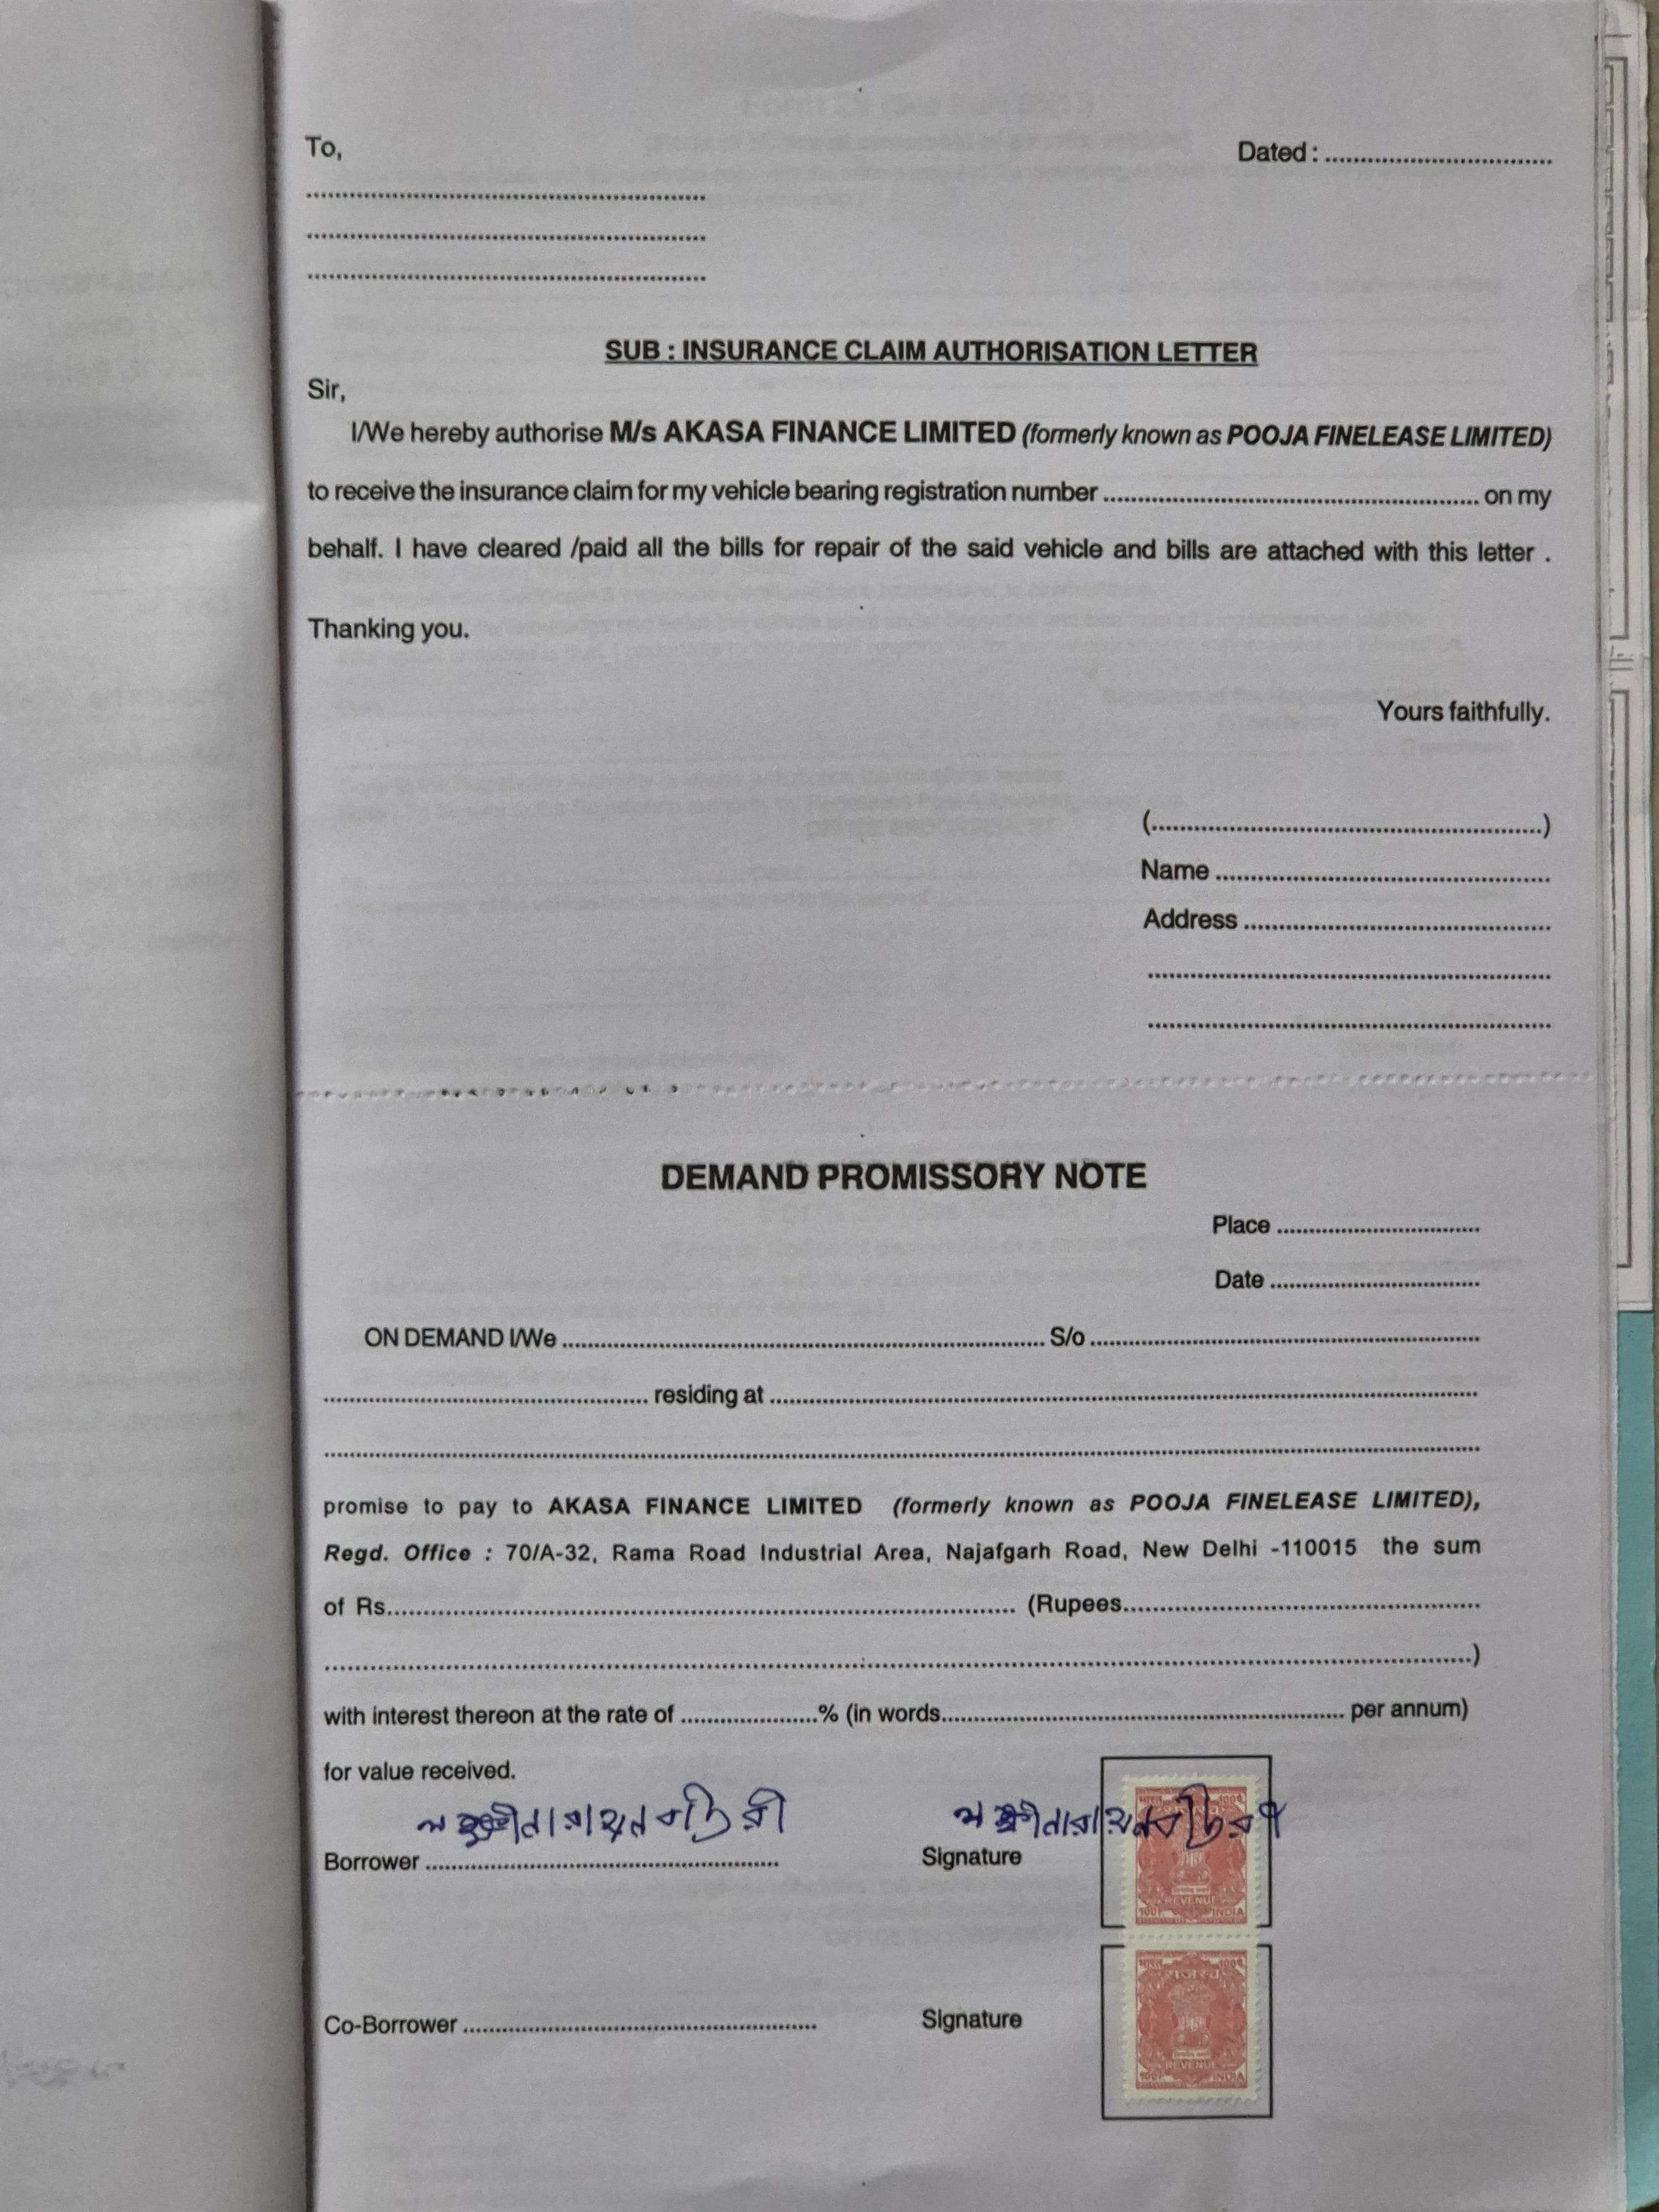 To,
Dated : ................................
.........................................................
.........................................................
.........................................................
SUB : INSURANCE CLAIM AUTHORISATION LETTER
Sir,
I/We hereby authorise M/s AKASA FINANCE LIMITED (formerly known as POOJA FINELEASE LIMITED)
to receive the insurance claim for my vehicle bearing registration number ..................................................... on my
behalf. I have cleared /paid all the bills for repair of the said vehicle and bills are attached with this letter .
Thanking you.
Yours faithfully.
(.......................................................)
Name ................................................
Address ............................................
..........................................................
..........................................................
DEMAND PROMISSORY NOTE
Place .............................
Date ..............................
ON DEMAND I/We ..................................................................... S/o ........................................................
.............................................. residing at .....................................................................................................
......................................................................................................................................................................
promise to pay to AKASA FINANCE LIMITED (formerly known as POOJA FINELEASE LIMITED),
Regd. Office : 70/A-32, Rama Road Industrial Area, Najafgarh Road, New Delhi -110015 the sum
of Rs.......................................................................................... (Rupees...................................................
....................................................................................................................................................................)
with interest thereon at the rate of ....................% (in words......................................................... per annum)
for value received.
Borrower ..................................................
Signature
REVENUE
INDIA
Co-Borrower ..................................................
Signature
भारत
राजस्व
REVENUE
INDIA